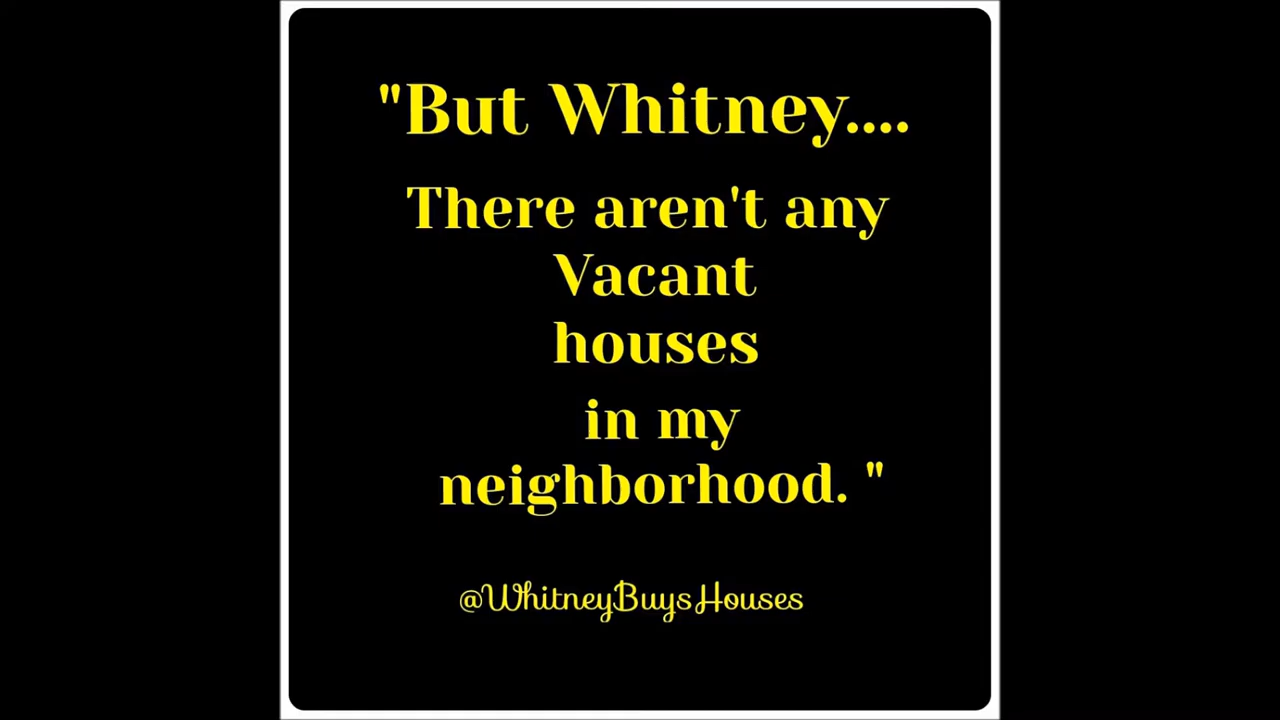 "But Whitney....
There aren't any
Vacant
houses
in my
neighborhood. "
@WhitneyBuysHouses